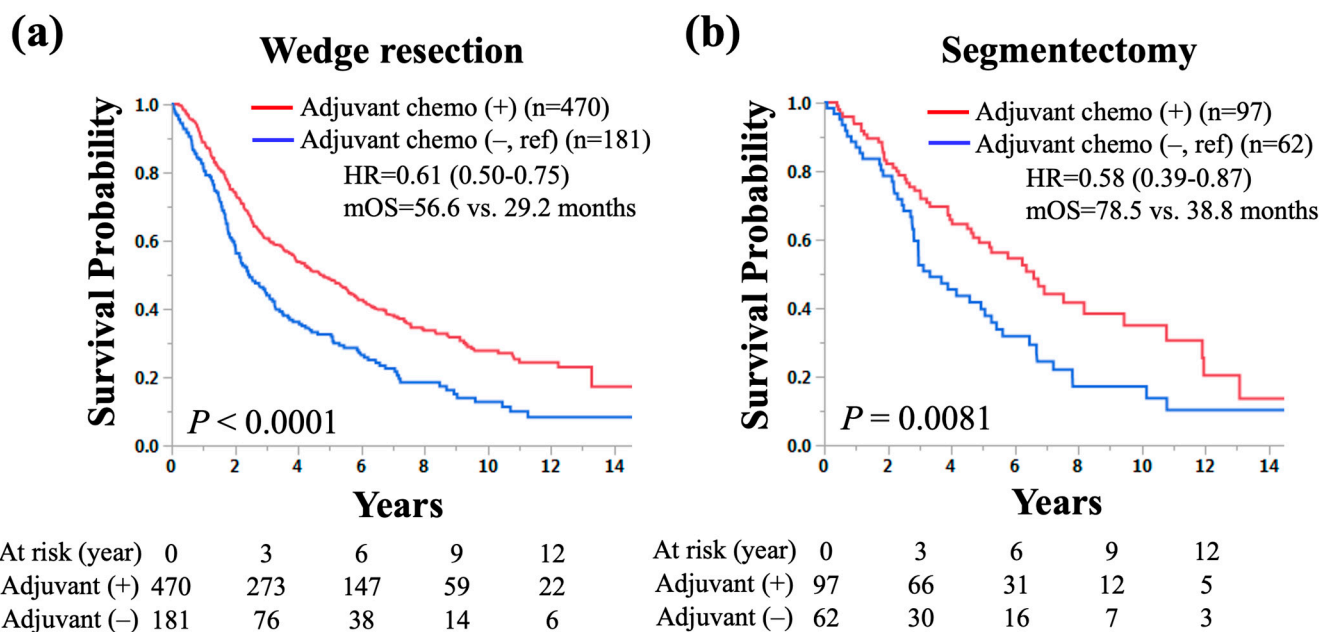 (a)
Wedge resection
Adjuvant chemo (+) (n=470)
Adjuvant chemo (–, ref) (n=181)
HR=0.61 (0.50-0.75)
mOS=56.6 vs. 29.2 months
Survival Probability
1.0
0.8
0.6
0.4
0.2
0.0
P < 0.0001
0 2 4 6 8 10 12 14
Years
At risk (year) 0 3 6 9 12
Adjuvant (+) 470 273 147 59 22
Adjuvant (–) 181 76 38 14 6
(b)
Segmentectomy
Adjuvant chemo (+) (n=97)
Adjuvant chemo (–, ref) (n=62)
HR=0.58 (0.39-0.87)
mOS=78.5 vs. 38.8 months
Survival Probability
1.0
0.8
0.6
0.4
0.2
0.0
P = 0.0081
0 2 4 6 8 10 12 14
Years
At risk (year) 0 3 6 9 12
Adjuvant (+) 97 66 31 12 5
Adjuvant (–) 62 30 16 7 3